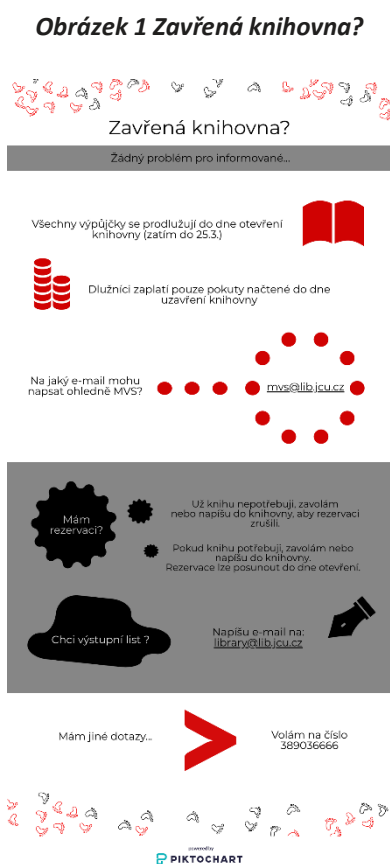 Obrázek 1 Zavřená knihovna?
Zavřená knihovna?
Žádný problém pro informované...
Všechny výpůjčky se prodlužují do dne otevření
knihovny (zatím do 25.3.)
Dlužníci zaplatí pouze pokuty načtené do dne
uzavření knihovny
Na jaký e-mail mohu
napsat ohledně MVS?
mvs@lib.jcu.cz
Mám
rezervaci?
Už knihu nepotřebuji, zavolám
nebo napíšu do knihovny, aby rezervaci
zrušili.
Pokud knihu potřebuji, zavolám nebo
napíšu do knihovny.
Rezervace lze posunout do dne otevření.
Chci výstupní list ?
Napíšu e-mail na:
library@lib.jcu.cz
Mám jiné dotazy...
Volám na číslo
389036666
powered by
PIKTOCHART